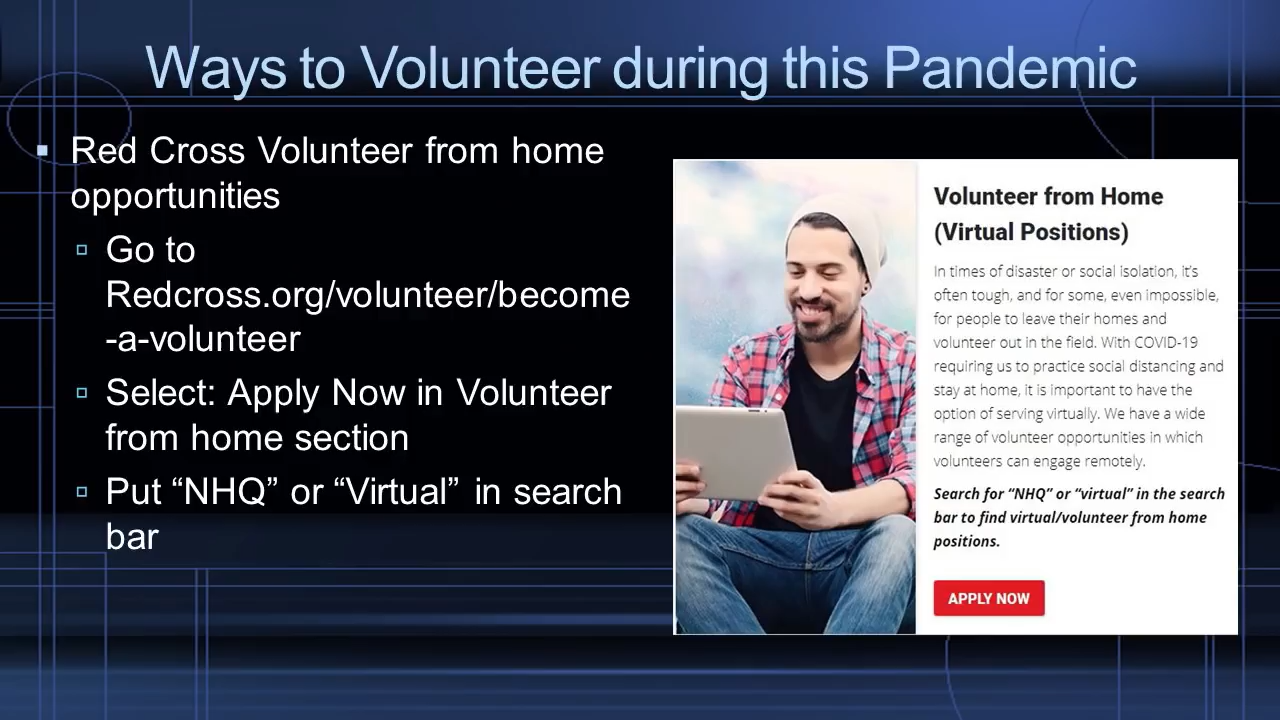 Ways to Volunteer during this Pandemic
Red Cross Volunteer from home
opportunities
Go to
Redcross.org/volunteer/become
-a-volunteer
Select: Apply Now in Volunteer
from home section
Put “NHQ” or “Virtual” in search
bar
Volunteer from Home
(Virtual Positions)
In times of disaster or social isolation, it’s
often tough, and for some, even impossible,
for people to leave their homes and
volunteer out in the field. With COVID-19
requiring us to practice social distancing and
stay at home, it is important to have the
option of serving virtually. We have a wide
range of volunteer opportunities in which
volunteers can engage remotely.
Search for “NHQ” or “virtual” in the search
bar to find virtual/volunteer from home
positions.
APPLY NOW